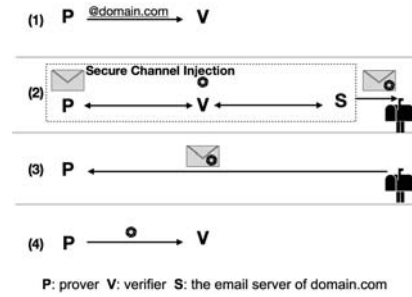 (1) P @domain.com V
Secure Channel Injection
(2) P V S
(3) P
(4) P V
P: prover V: verifier S: the email server of domain.com